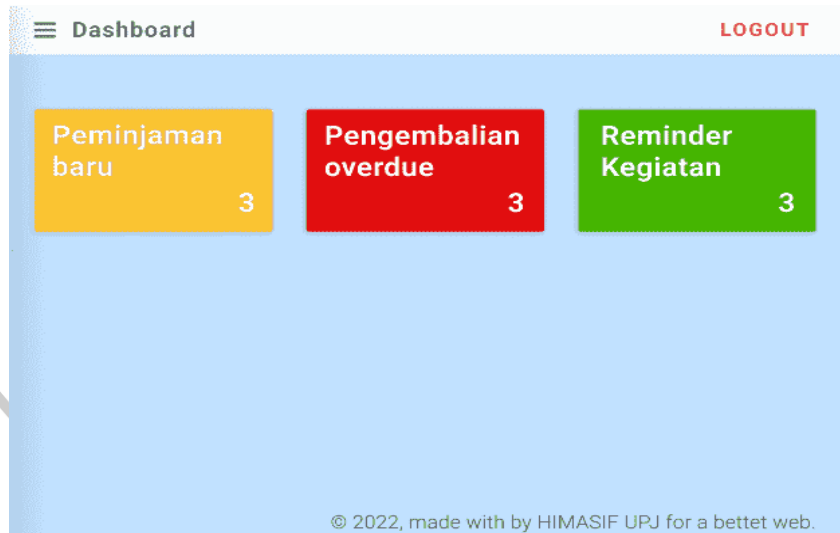 Dashboard
LOGOUT
Peminjaman
baru
3
Pengembalian
overdue
3
Reminder
Kegiatan
3
© 2022, made with by HIMASIF UPJ for a bettet web.